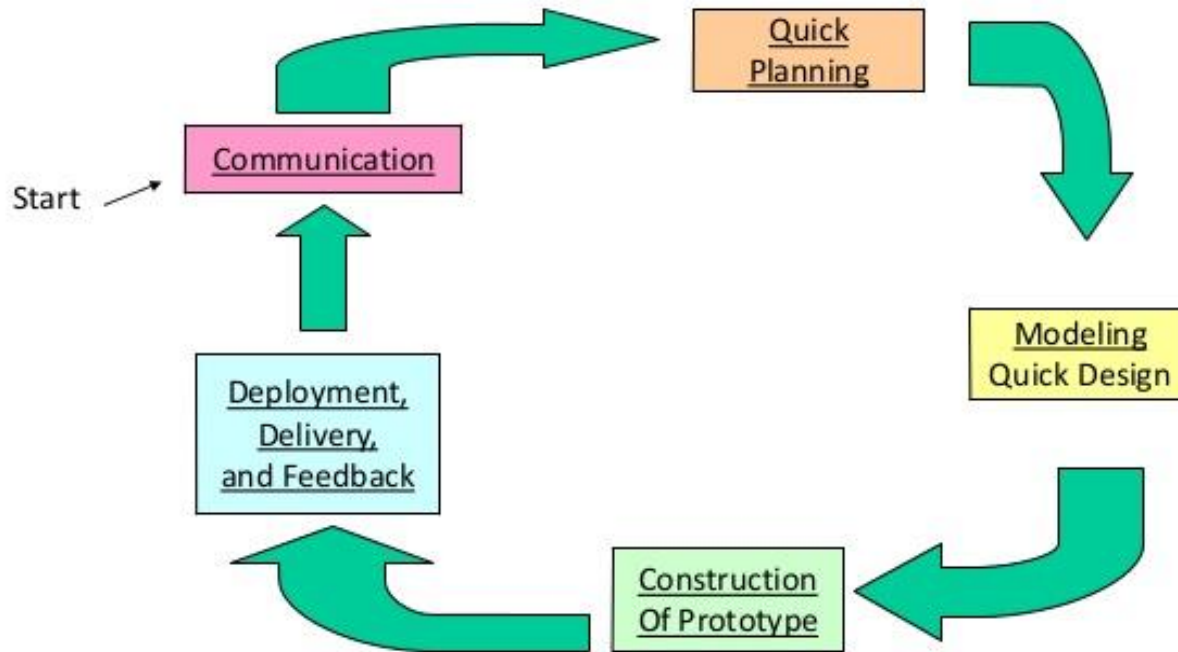 Quick
Planning
Communication
Start
Modeling
Quick Design
Deployment,
Delivery,
and Feedback
Construction
Of Prototype